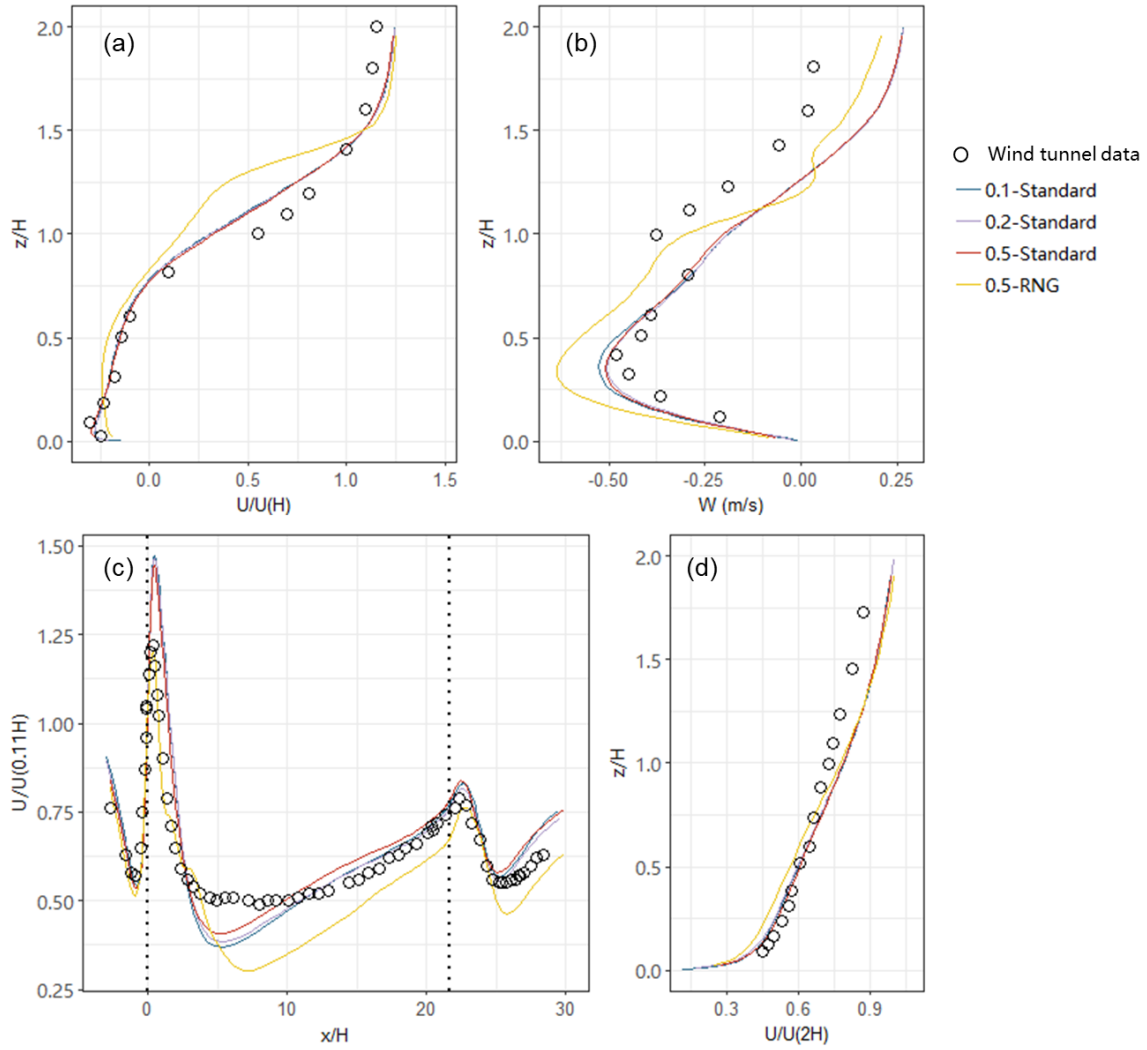 (a)
2.0
1.5
1.0
0.5
0.0
z/H
0.0
0.5
1.0
1.5
U/U(H)
(b)
2.0
1.5
1.0
0.5
0.0
z/H
-0.50
-0.25
0.00
0.25
W (m/s)
Wind tunnel data
0.1-Standard
0.2-Standard
0.5-Standard
0.5-RNG
(c)
1.50
1.25
1.00
0.75
0.50
0.25
U/U(0.11H)
0
10
20
30
x/H
(d)
2.0
1.5
1.0
0.5
0.0
z/H
0.3
0.6
0.9
U/U(2H)